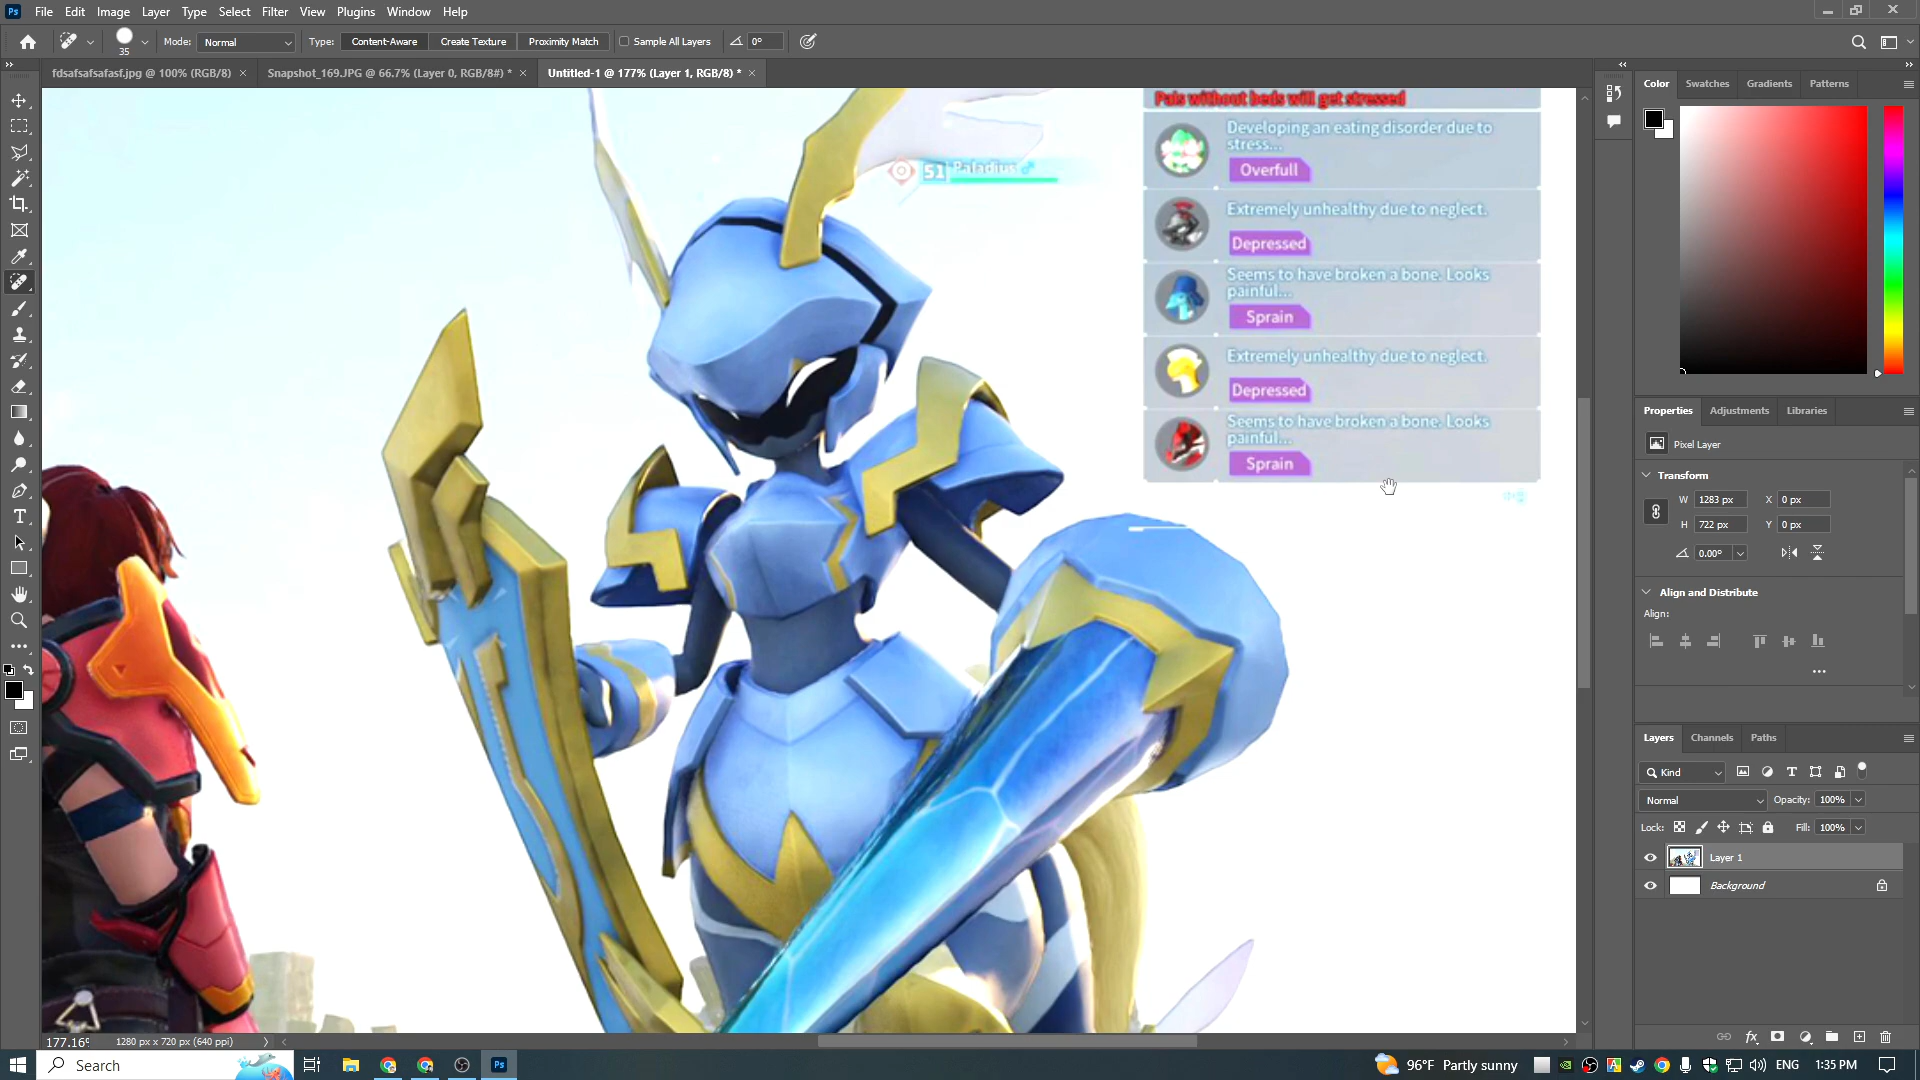 File Edit Image Layer Type Select Filter View Plugins Window Help
35
Mode: Normal
Type: Content-Aware Create Texture Proximity Match
Sample All Layers
0°
fdsafsafsafasf.jpg @ 100% (RGB/8)
Snapshot_169.JPG @ 66.7% (Layer 0, RGB/8#) *
Untitled-1 @ 177% (Layer 1, RGB/8) *
Color Swatches Gradients Patterns
Pals without beds will get stressed
Developing an eating disorder due to
stress...
Overfull
51 Paladius
Extremely unhealthy due to neglect.
Depressed
Seems to have broken a bone. Looks
painful...
Sprain
Extremely unhealthy due to neglect.
Depressed
Seems to have broken a bone. Looks
painful...
Sprain
Properties Adjustments Libraries
Pixel Layer
Transform
W 1283 px X 0 px
H 722 px Y 0 px
0.00°
Align and Distribute
Align:
Layers Channels Paths
Kind
Normal Opacity: 100%
Lock: Fill: 100%
Layer 1
Background
177.16%
1280 px x 720 px (640 ppi)
Search
96°F Partly sunny
ENG
1:35 PM